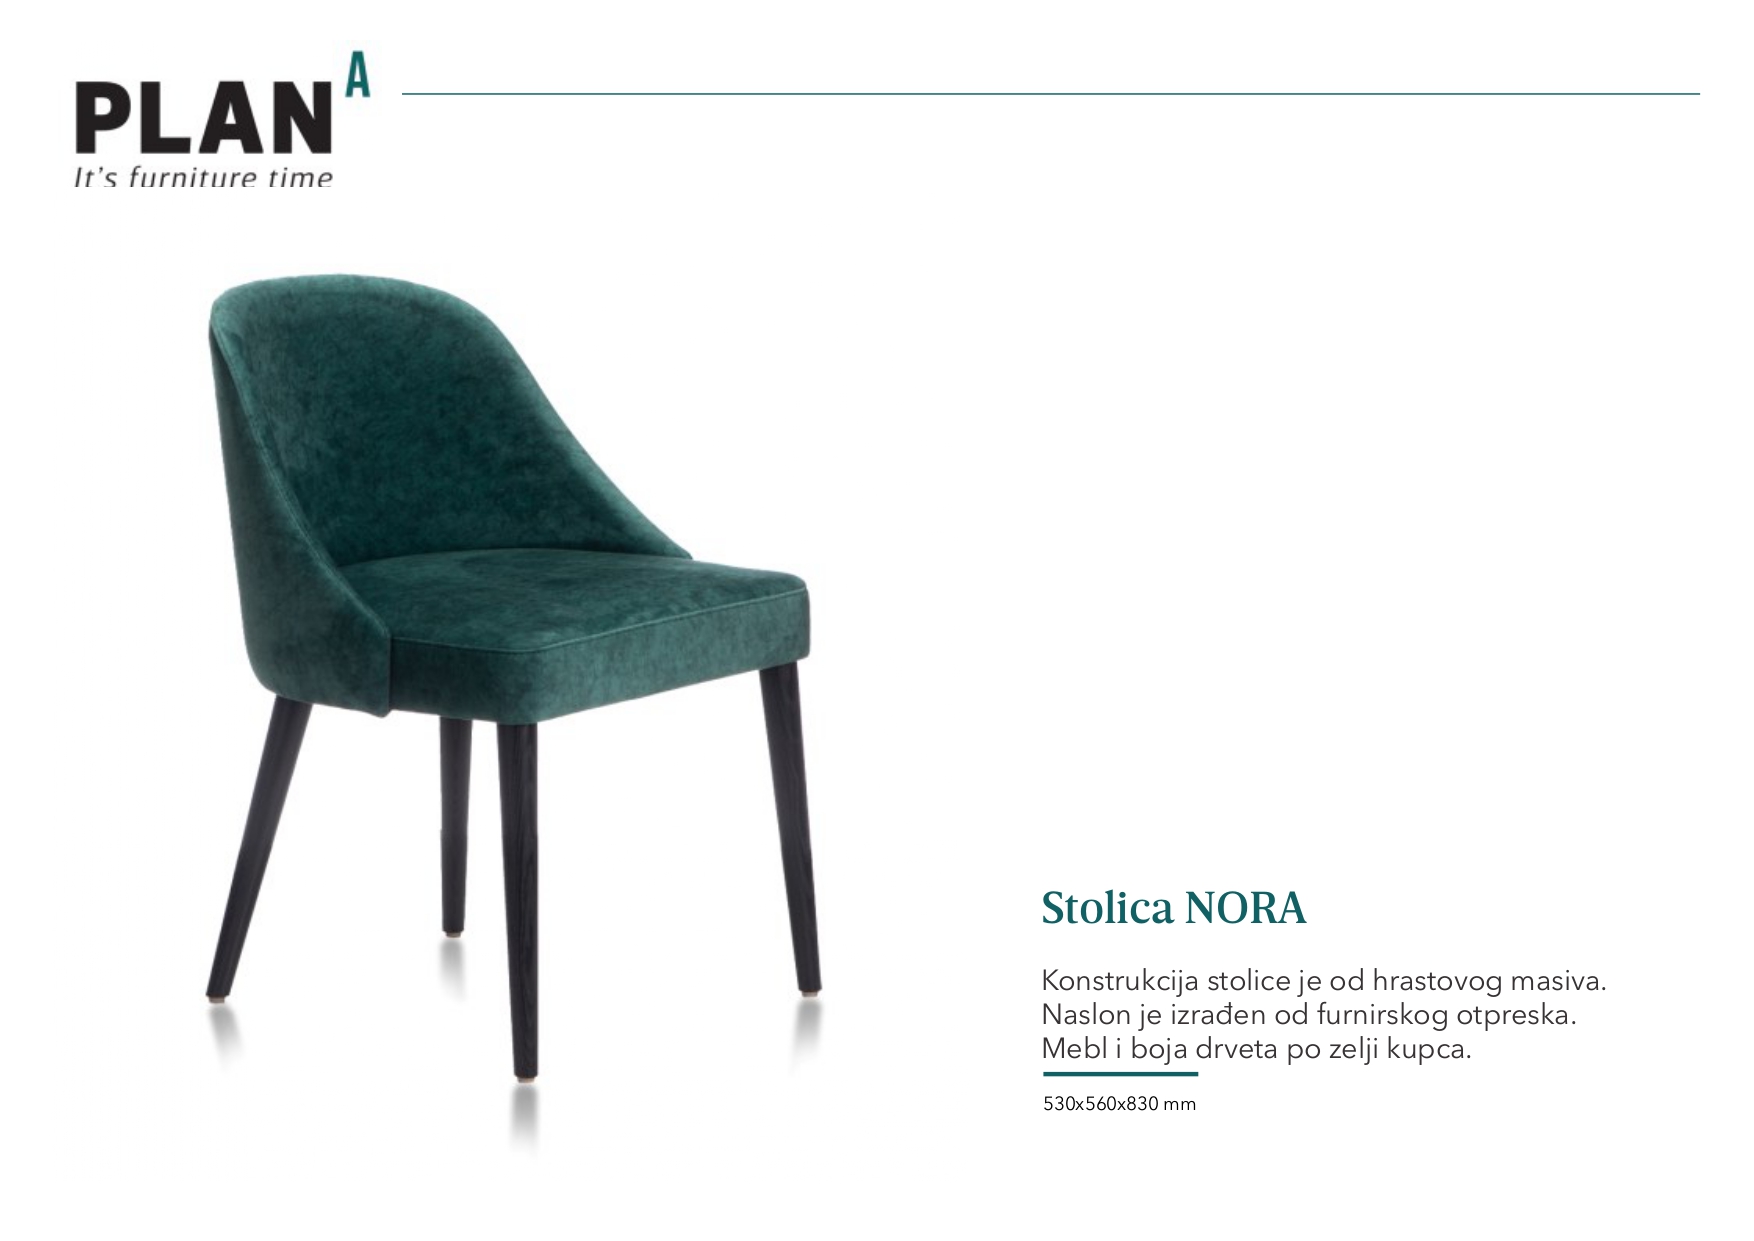 PLAN A
It's furniture time
Stolica NORA
Konstrukcija stolice je od hrastovog masiva.
Naslon je izrađen od furnirskog otpreska.
Mebl i boja drveta po zelji kupca.
530x560x830 mm